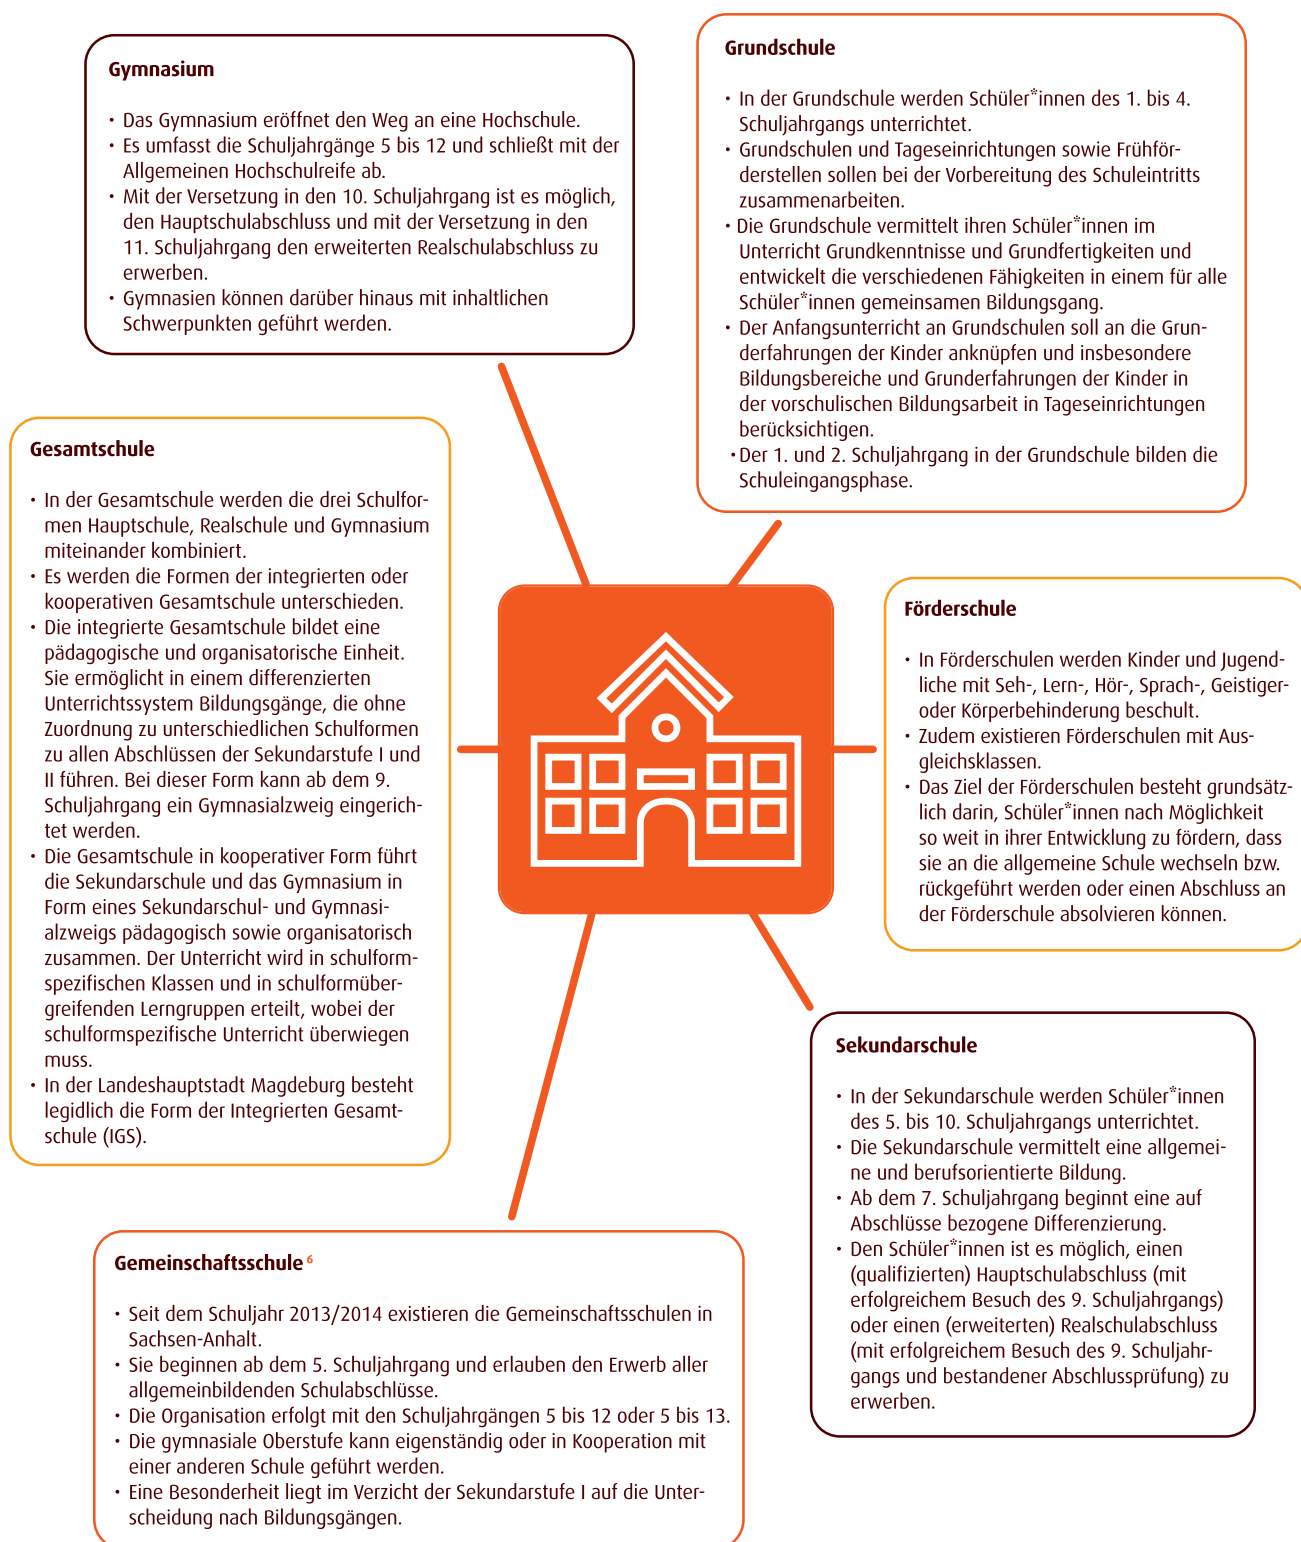 Gymnasium
• Das Gymnasium eröffnet den Weg an eine Hochschule.
• Es umfasst die Schuljahrgänge 5 bis 12 und schließt mit der
Allgemeinen Hochschulreife ab.
• Mit der Versetzung in den 10. Schuljahrgang ist es möglich,
den Hauptschulabschluss und mit der Versetzung in den
11. Schuljahrgang den erweiterten Realschulabschluss zu
erwerben.
• Gymnasien können darüber hinaus mit inhaltlichen
Schwerpunkten geführt werden.
Grundschule
• In der Grundschule werden Schüler*innen des 1. bis 4.
Schuljahrgangs unterrichtet.
• Grundschulen und Tageseinrichtungen sowie Frühför-
derstellen sollen bei der Vorbereitung des Schuleintritts
zusammenarbeiten.
• Die Grundschule vermittelt ihren Schüler*innen im
Unterricht Grundkenntnisse und Grundfertigkeiten und
entwickelt die verschiedenen Fähigkeiten in einem für alle
Schüler*innen gemeinsamen Bildungsgang.
• Der Anfangsunterricht an Grundschulen soll an die Grun-
derfahrungen der Kinder anknüpfen und insbesondere
Bildungsbereiche und Grunderfahrungen der Kinder in
der vorschulischen Bildungsarbeit in Tageseinrichtungen
berücksichtigen.
• Der 1. und 2. Schuljahrgang in der Grundschule bilden die
Schuleingangsphase.
Gesamtschule
• In der Gesamtschule werden die drei Schulfor-
men Hauptschule, Realschule und Gymnasium
miteinander kombiniert.
• Es werden die Formen der integrierten oder
kooperativen Gesamtschule unterschieden.
• Die integrierte Gesamtschule bildet eine
pädagogische und organisatorische Einheit.
Sie ermöglicht in einem differenzierten
Unterrichtssystem Bildungsgänge, die ohne
Zuordnung zu unterschiedlichen Schulformen
zu allen Abschlüssen der Sekundarstufe I und
II führen. Bei dieser Form kann ab dem 9.
Schuljahrgang ein Gymnasialzweig eingerich-
tet werden.
• Die Gesamtschule in kooperativer Form führt
die Sekundarschule und das Gymnasium in
Form eines Sekundarschul- und Gymnasi-
alzweigs pädagogisch sowie organisatorisch
zusammen. Der Unterricht wird in schulform-
spezifischen Klassen und in schulformüber-
greifenden Lerngruppen erteilt, wobei der
schulformspezifische Unterricht überwiegen
muss.
• In der Landeshauptstadt Magdeburg besteht
legidlich die Form der Integrierten Gesamt-
schule (IGS).
Förderschule
• In Förderschulen werden Kinder und Jugend-
liche mit Seh-, Lern-, Hör-, Sprach-, Geistiger-
oder Körperbehinderung beschult.
• Zudem existieren Förderschulen mit Aus-
gleichsklassen.
• Das Ziel der Förderschulen besteht grundsätz-
lich darin, Schüler*innen nach Möglichkeit
so weit in ihrer Entwicklung zu fördern, dass
sie an die allgemeine Schule wechseln bzw.
rückgeführt werden oder einen Abschluss an
der Förderschule absolvieren können.
Sekundarschule
• In der Sekundarschule werden Schüler*innen
des 5. bis 10. Schuljahrgangs unterrichtet.
• Die Sekundarschule vermittelt eine allgemei-
ne und berufsorientierte Bildung.
• Ab dem 7. Schuljahrgang beginnt eine auf
Abschlüsse bezogene Differenzierung.
• Den Schüler*innen ist es möglich, einen
(qualifizierten) Hauptschulabschluss (mit
erfolgreichem Besuch des 9. Schuljahrgangs)
oder einen (erweiterten) Realschulabschluss
(mit erfolgreichem Besuch des 9. Schuljahr-
gangs und bestandener Abschlussprüfung) zu
erwerben.
Gemeinschaftsschule 6
• Seit dem Schuljahr 2013/2014 existieren die Gemeinschaftsschulen in
Sachsen-Anhalt.
• Sie beginnen ab dem 5. Schuljahrgang und erlauben den Erwerb aller
allgemeinbildenden Schulabschlüsse.
• Die Organisation erfolgt mit den Schuljahrgängen 5 bis 12 oder 5 bis 13.
• Die gymnasiale Oberstufe kann eigenständig oder in Kooperation mit
einer anderen Schule geführt werden.
• Eine Besonderheit liegt im Verzicht der Sekundarstufe I auf die Unter-
scheidung nach Bildungsgängen.